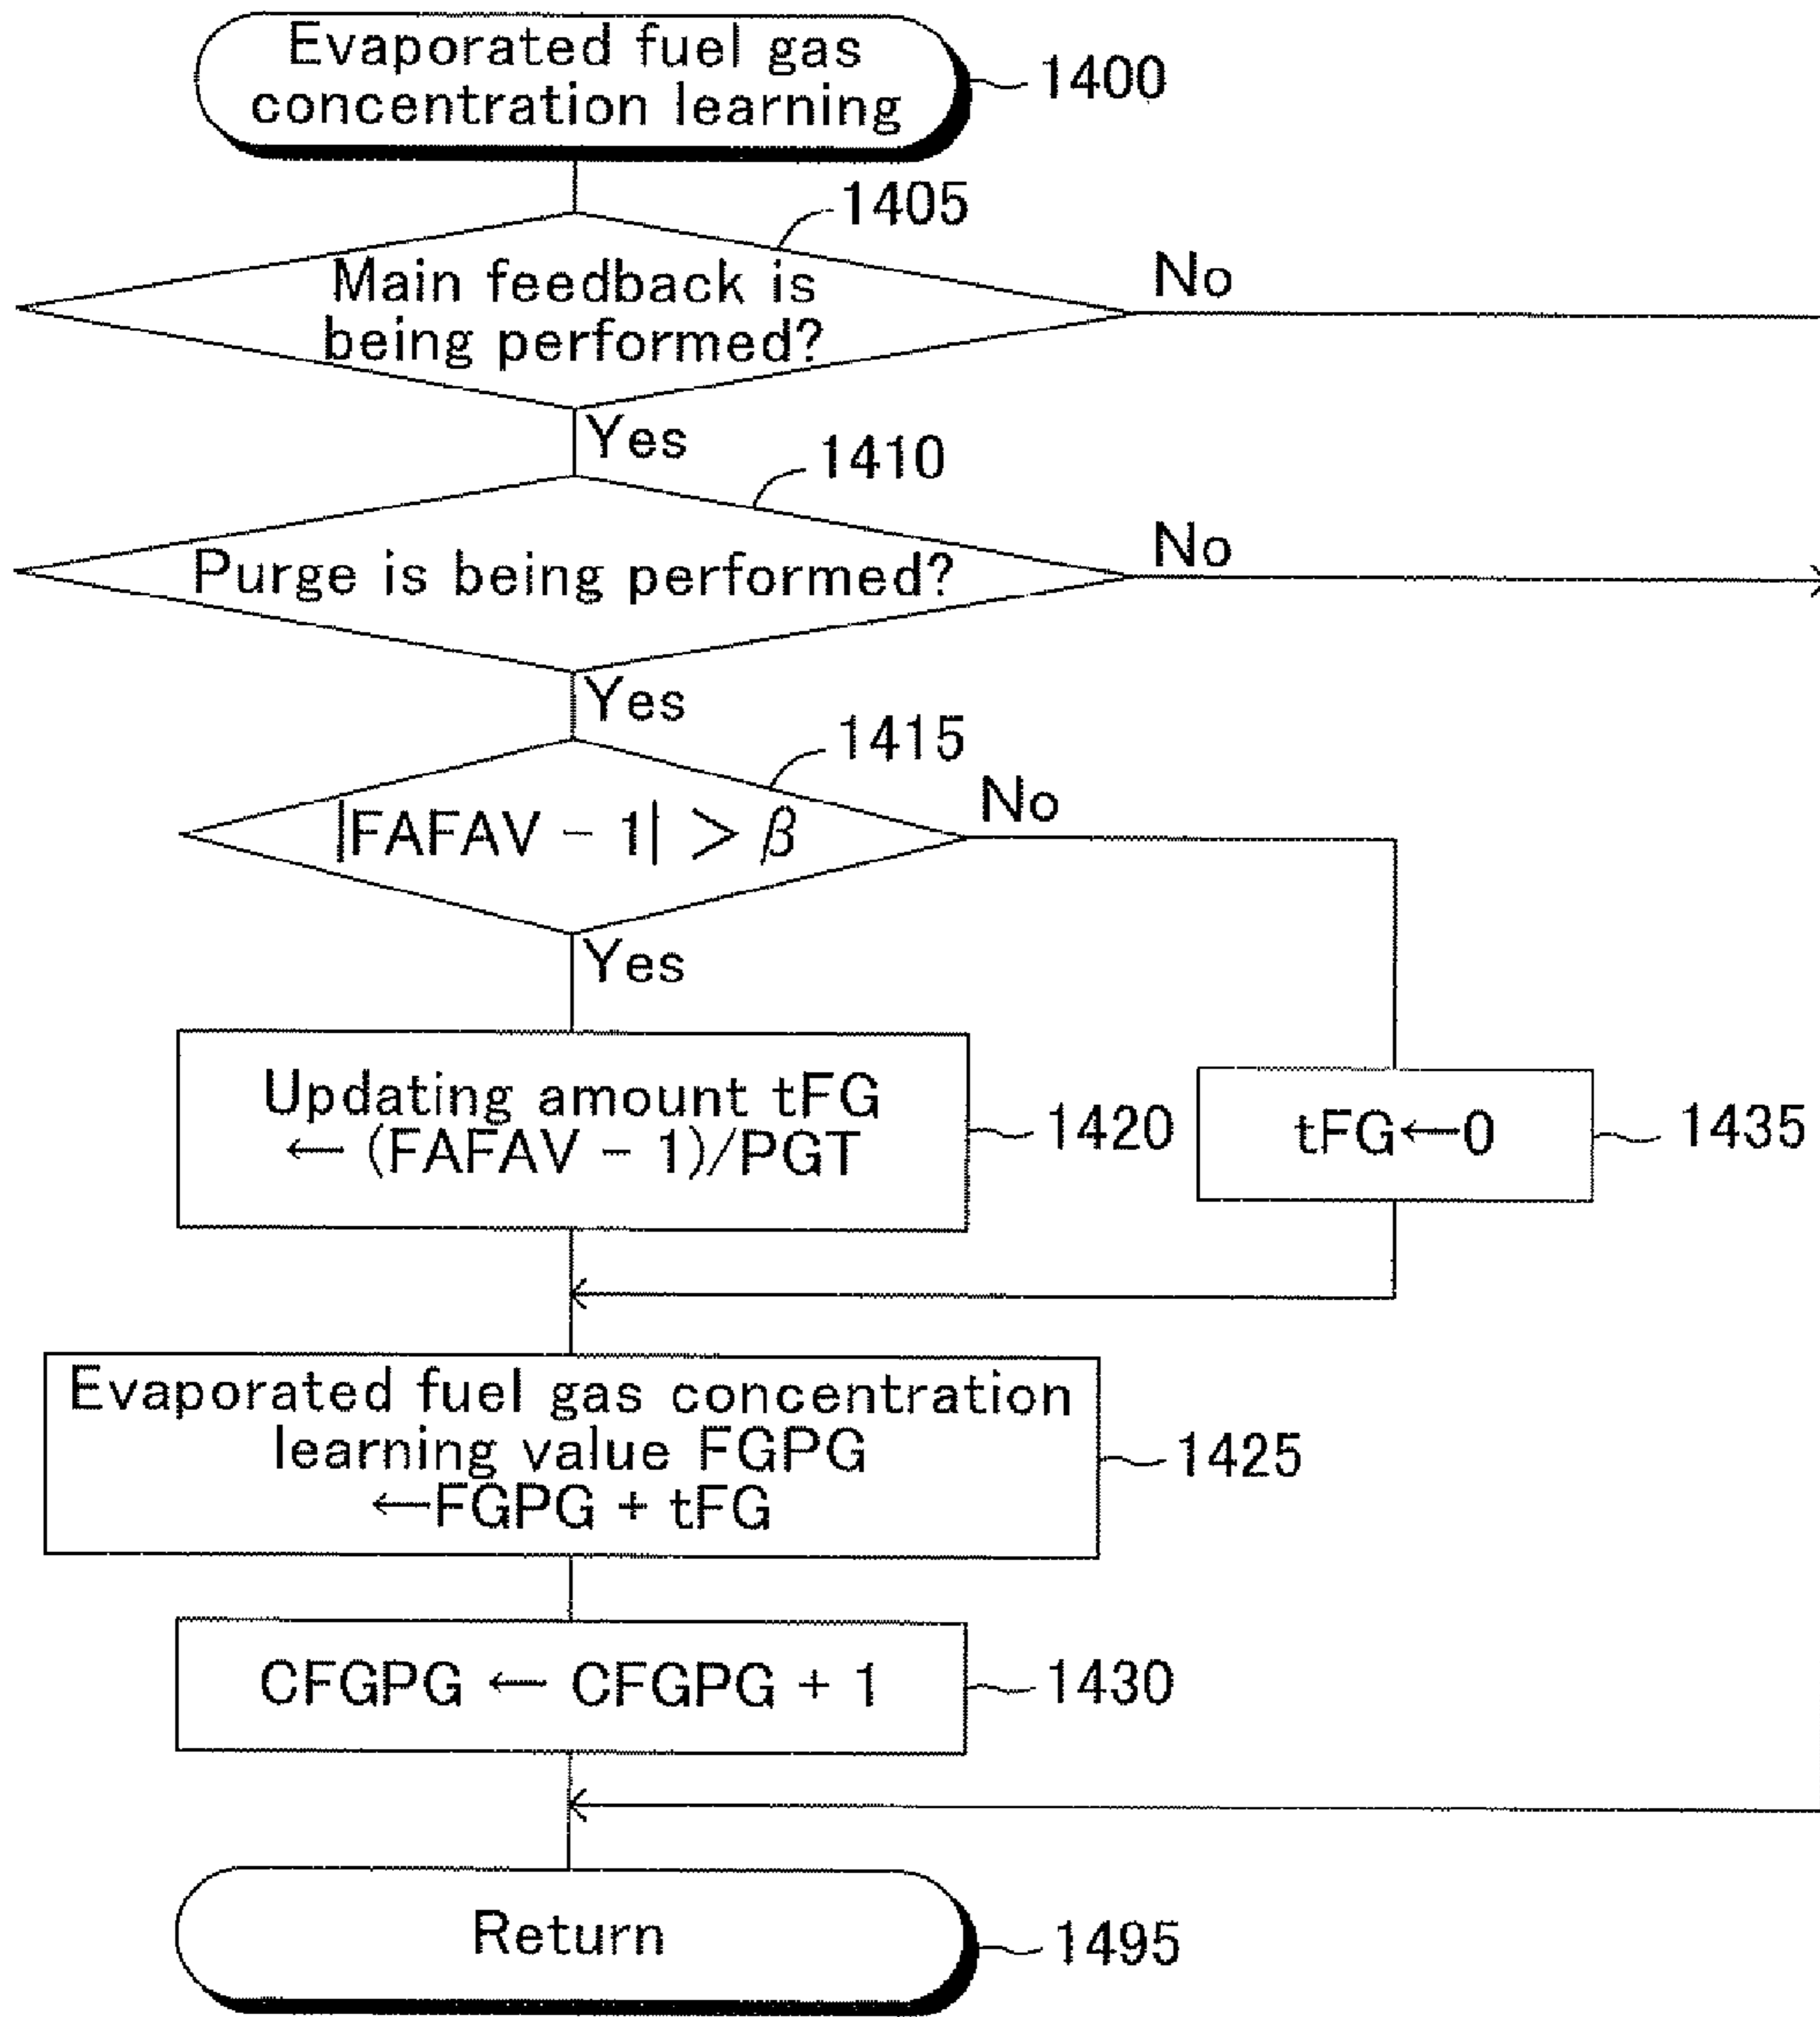 Evaporated fuel gas
concentration learning
1400
1405
Main feedback is
being performed?
No
Yes
1410
Purge is being performed?
No
Yes
1415
|FAFAV - 1| > β
No
Yes
Updating amount tFG
← (FAFAV - 1)/PGT
1420
tFG←0
1435
Evaporated fuel gas concentration
learning value FGPG
←FGPG + tFG
1425
CFGPG ← CFGPG + 1
1430
Return
1495